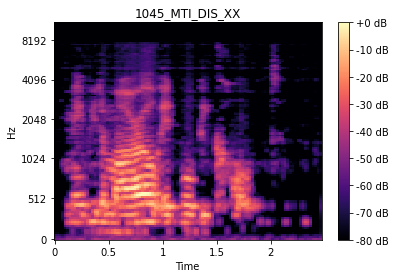 1045_MTI_DIS_XX
8192
4096
2048
1024
512
0
Hz
0
0.5
1
1.5
2
Time
+0 dB
-10 dB
-20 dB
-30 dB
-40 dB
-50 dB
-60 dB
-70 dB
-80 dB